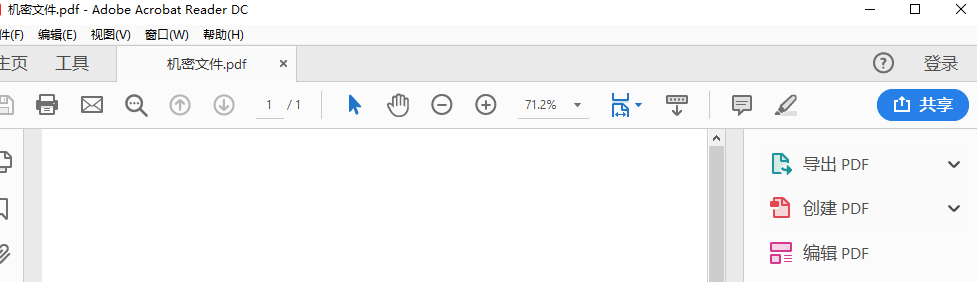 机密文件.pdf - Adobe Acrobat Reader DC
件(F) 编辑(E) 视图(V) 窗口(W) 帮助(H)
主页 工具 机密文件.pdf × ? 登录
1 / 1 71.2% 共享
导出 PDF
创建 PDF
编辑 PDF